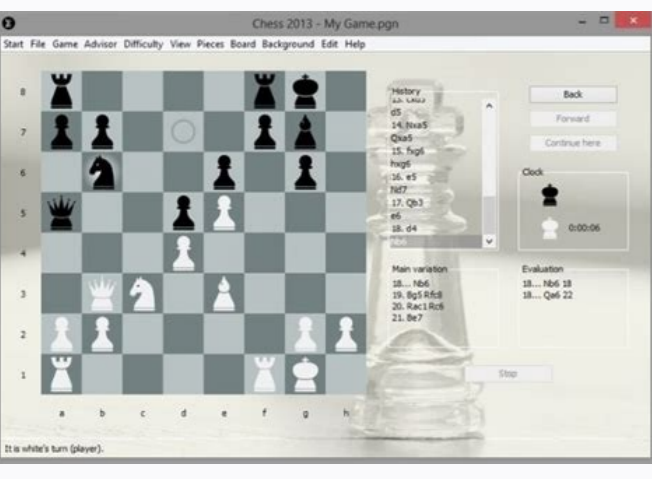 Chess 2013 - My Game.pgn
Start File Game Advisor Difficulty View Pieces Board Background Edit Help
8
7
6
5
4
3
2
1
a b c d e f g h
History
d5
14. Nxa5
Qxa5
15. fxg6
hxg6
16. e5
Nd7
17. Qb3
e6
18. d4
Nb6
Back
Forward
Continue here
Clock
0:00:06
Main variation
18... Nb6
19. Bg5 Rfc8
20. Rac1 Rc6
21. Be7
Evaluation
18... Nb6 18
18... Qa6 22
Stop
It is white's turn (player).